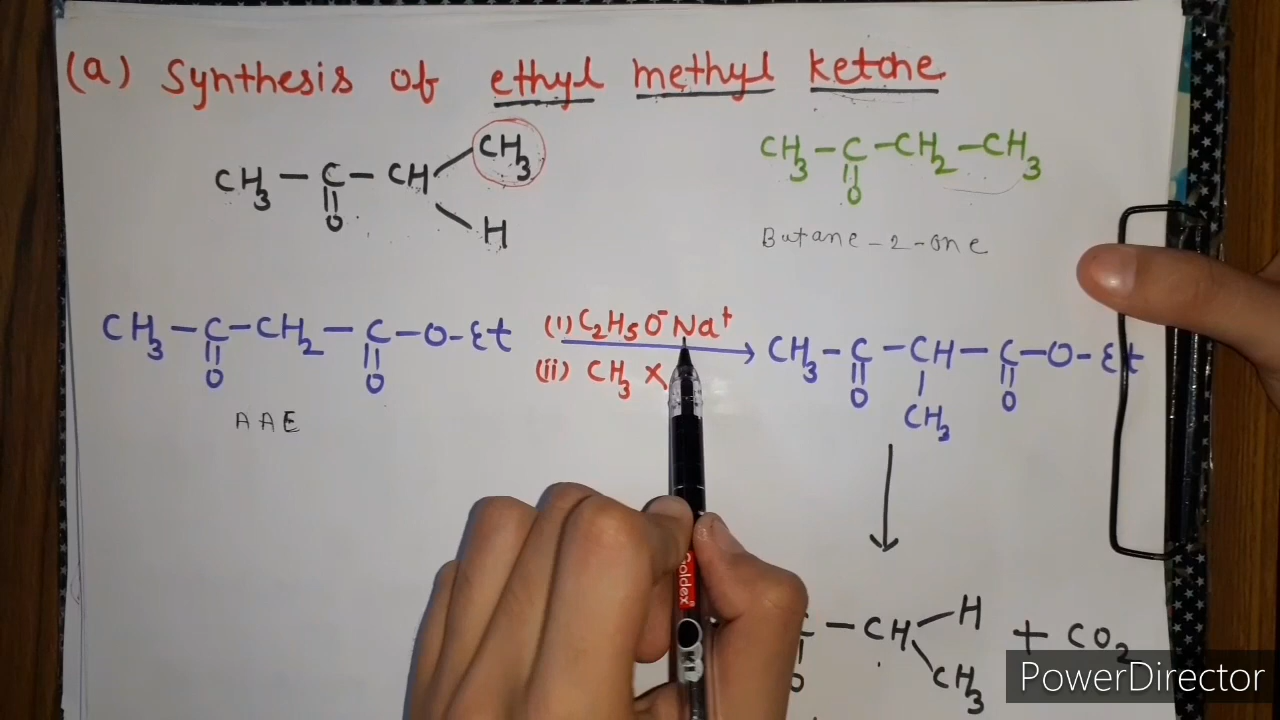 (a) Synthesis of ethyl methyl ketone
CH3 — C — CH — CH3
O
H
CH3 — C — CH2 — CH3
O
Butane-2-one
CH3 — C — CH2 — C — O — Et
O O
AAE
(i) C2H5O⁻Na⁺
(ii) CH3 X
CH3 — C — CH — C — O — Et
O CH3 O
— CH — H + CO2
O CH3
Goldex
PowerDirector